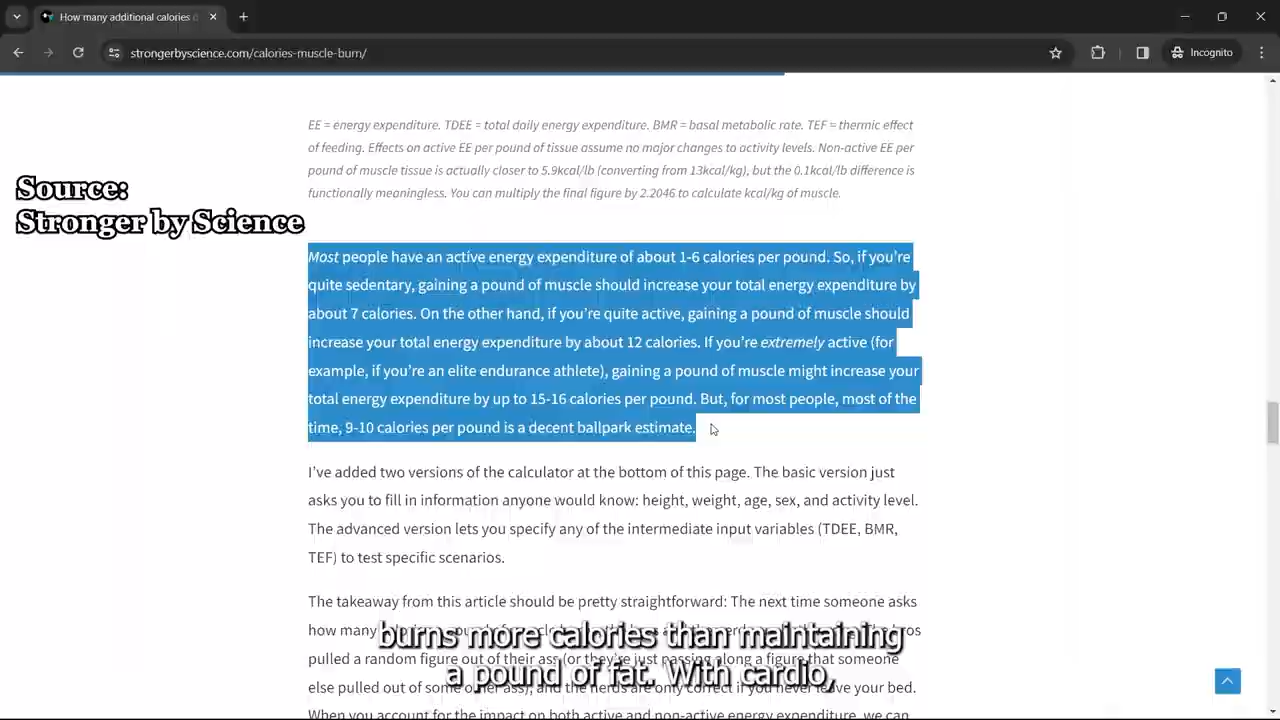 How many additional calories d
strongerbyscience.com/calories-muscle-burn/
Incognito
EE = energy expenditure. TDEE = total daily energy expenditure. BMR = basal metabolic rate. TEF = thermic effect
of feeding. Effects on active EE per pound of tissue assume no major changes to activity levels. Non-active EE per
pound of muscle tissue is actually closer to 5.9kcal/lb (converting from 13kcal/kg), but the 0.1kcal/lb difference is
functionally meaningless. You can multiply the final figure by 2.2046 to calculate kcal/kg of muscle.
Source:
Stronger by Science
Most people have an active energy expenditure of about 1-6 calories per pound. So, if you're
quite sedentary, gaining a pound of muscle should increase your total energy expenditure by
about 7 calories. On the other hand, if you're quite active, gaining a pound of muscle should
increase your total energy expenditure by about 12 calories. If you're extremely active (for
example, if you're an elite endurance athlete), gaining a pound of muscle might increase your
total energy expenditure by up to 15-16 calories per pound. But, for most people, most of the
time, 9-10 calories per pound is a decent ballpark estimate.
I've added two versions of the calculator at the bottom of this page. The basic version just
asks you to fill in information anyone would know: height, weight, age, sex, and activity level.
The advanced version lets you specify any of the intermediate input variables (TDEE, BMR,
TEF) to test specific scenarios.
The takeaway from this article should be pretty straightforward: The next time someone asks
how many
pulled a random figure out of their ass (or they're just passing along a figure that someone
else pulled out of some other ass), and the nerds are only correct if you never leave your bed.
When you account for the impact on both active and non-active energy expenditure, we can
burns more calories than maintaining
a pound of fat. With cardio,